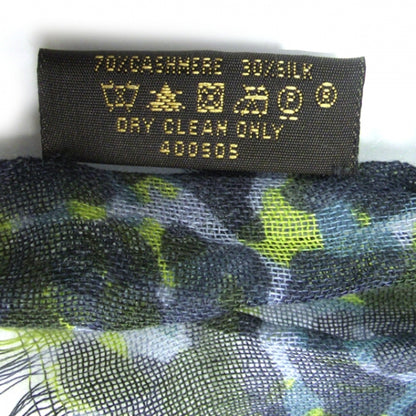 70%CASHMERE 30%SILK
P ®
DRY CLEAN ONLY
400505